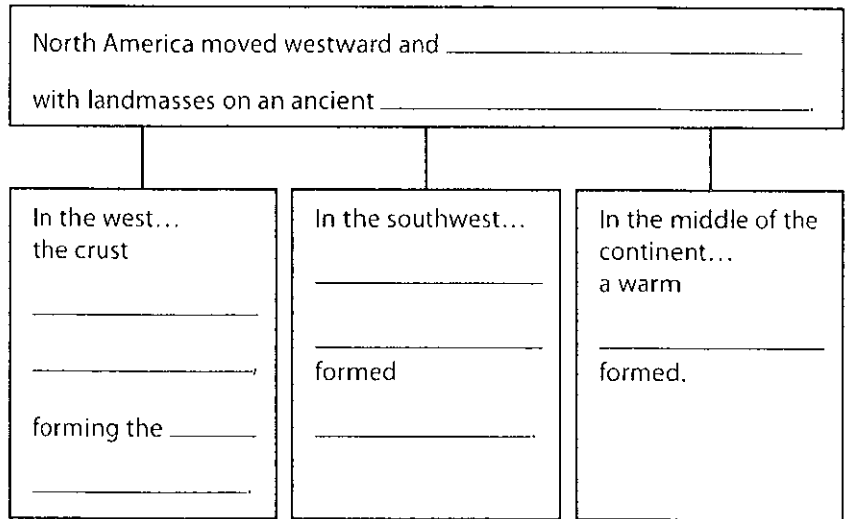 North America moved westward and
with landmasses on an ancient .
In the west...
the crust
,
forming the
.
In the southwest...
formed
.
In the middle of the
continent...
a warm
formed.